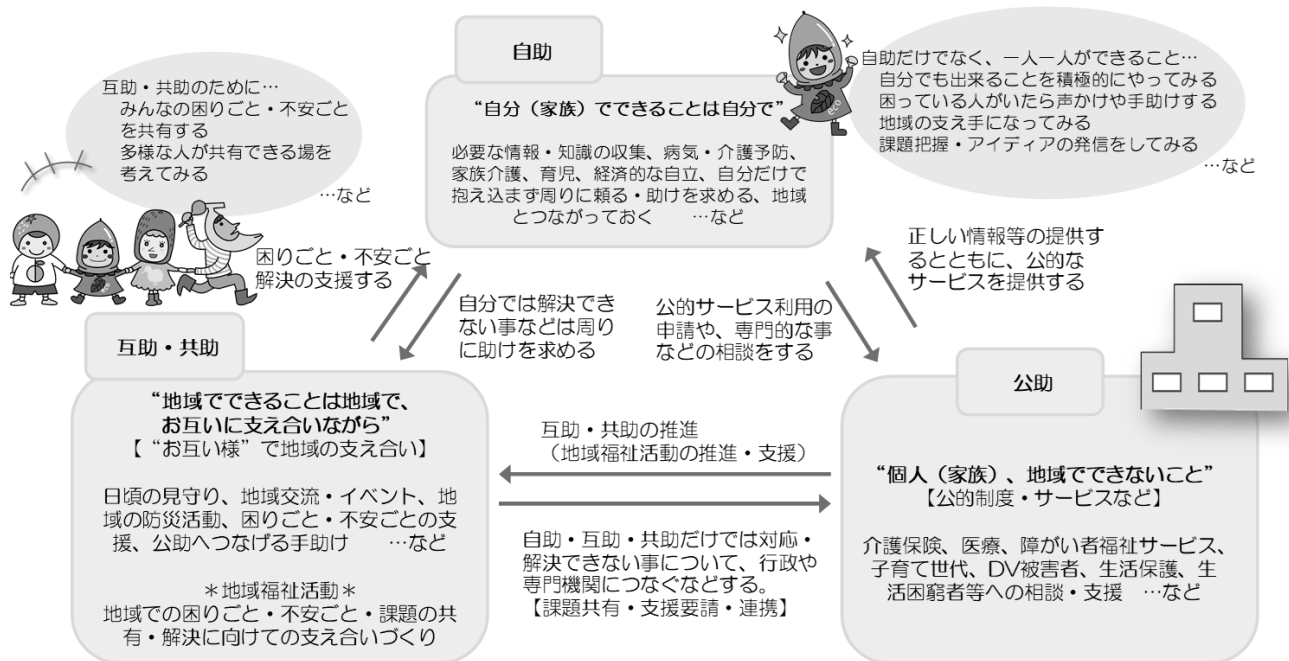 自助
“自分（家族）でできることは自分で”
必要な情報・知識の収集、病気・介護予防、
家族介護、育児、経済的な自立、自分だけで
抱え込まず周りに頼る・助けを求める、地域
とつながっておく　　…など
互助・共助のために…
みんなの困りごと・不安ごと
を共有する
多様な人が共有できる場を
考えてみる
…など
自助だけでなく、一人一人ができること…
自分でも出来ることを積極的にやってみる
困っている人がいたら声かけや手助けする
地域の支え手になってみる
課題把握・アイディアの発信をしてみる
…など
eco
困りごと・不安ごと
解決の支援する
自分では解決でき
ない事などは周り
に助けを求める
公的サービス利用の
申請や、専門的な事
などの相談をする
正しい情報等の提供す
るとともに、公的な
サービスを提供する
互助・共助
“地域でできることは地域で、
お互いに支え合いながら”
【“お互い様”で地域の支え合い】
日頃の見守り、地域交流・イベント、地
域の防災活動、困りごと・不安ごとの支
援、公助へつなげる手助け　　…など
＊地域福祉活動＊
地域での困りごと・不安ごと・課題の共
有・解決に向けての支え合いづくり
互助・共助の推進
（地域福祉活動の推進・支援）
自助・互助・共助だけでは対応・
解決できない事について、行政や
専門機関につなぐなどする。
【課題共有・支援要請・連携】
公助
“個人（家族）、地域でできないこと”
【公的制度・サービスなど】
介護保険、医療、障がい者福祉サービス、
子育て世代、DV被害者、生活保護、生
活困窮者等への相談・支援　…など